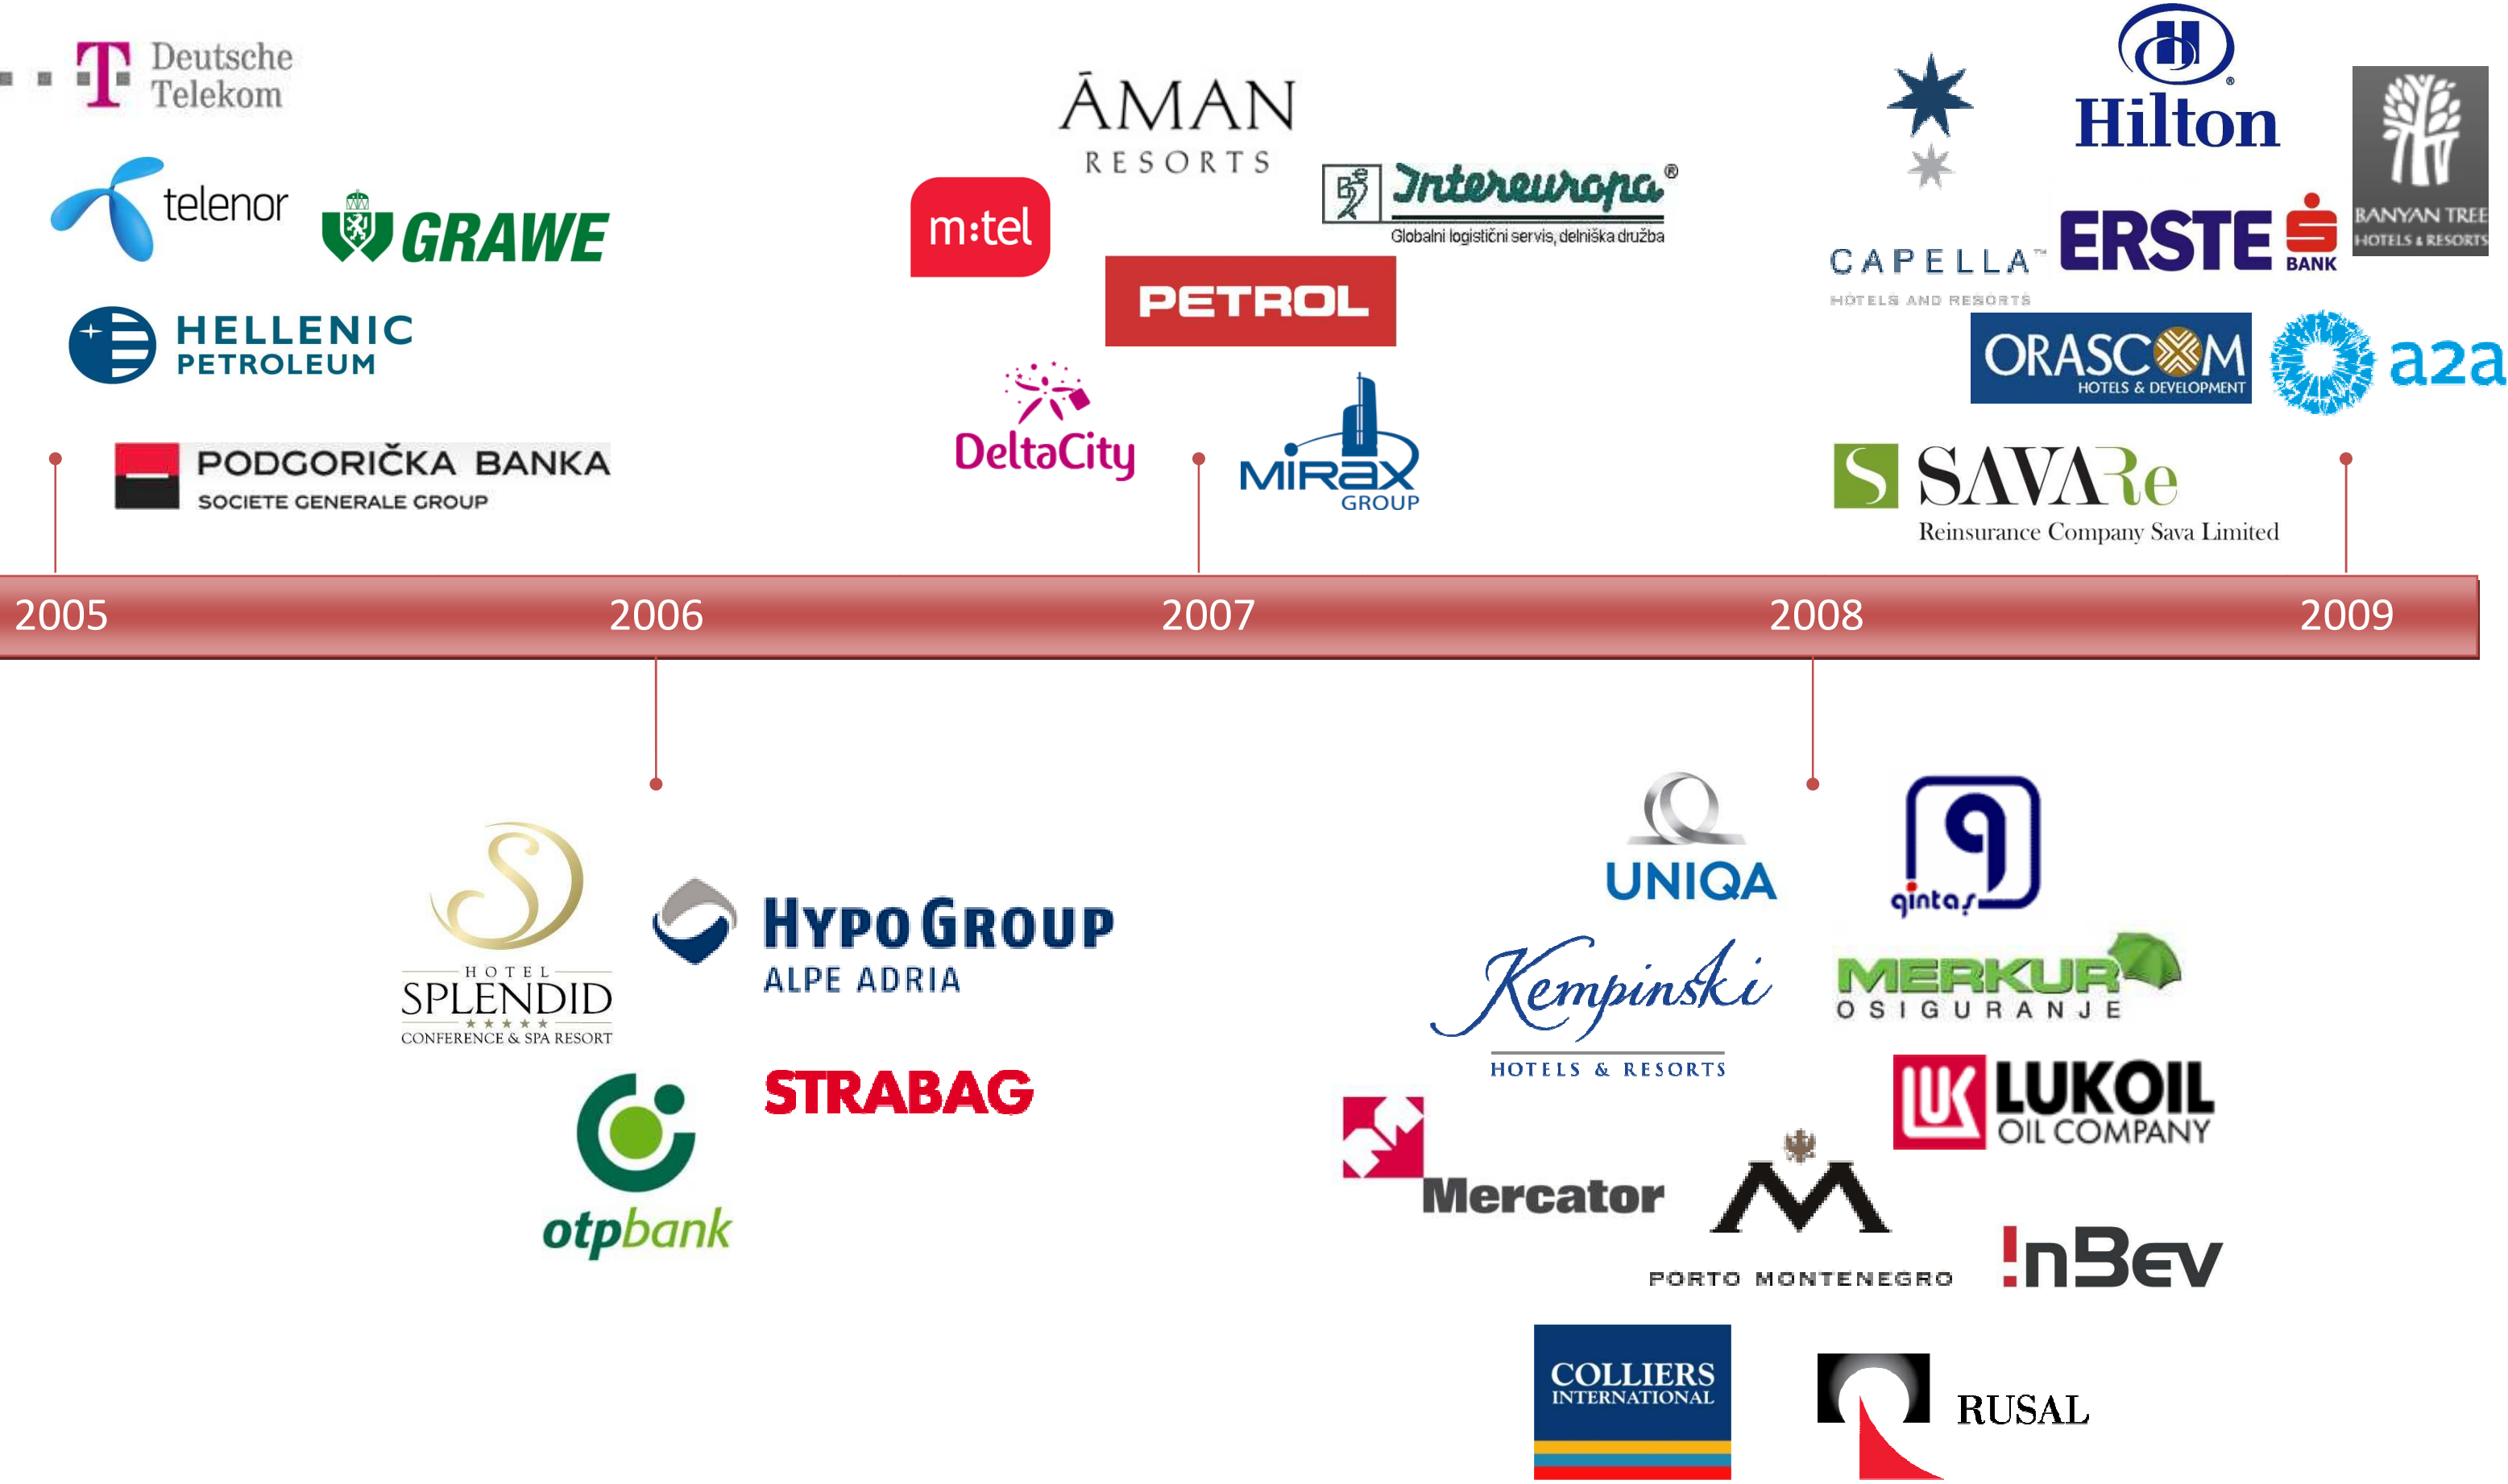 Deutsche
Telekom
telenor
GRAWE
HELLENIC
PETROLEUM
PODGORIČKA BANKA
SOCIETE GENERALE GROUP
ĀMAN
RESORTS
m:tel
Intereuropa®
Globalni logistični servis, delniška družba
PETROL
DeltaCity
MIRAX
GROUP
Hilton
®
CAPELLA™
HOTELS AND RESORTS
ERSTE
BANK
BANYAN TREE
HOTELS & RESORTS
ORASCOM
HOTELS & DEVELOPMENT
a2a
S SAVA Re
Reinsurance Company Sava Limited
2005 2006 2007 2008 2009
HOTEL
SPLENDID
CONFERENCE & SPA RESORT
HYPO GROUP
ALPE ADRIA
STRABAG
otpbank
UNIQA
gintaş
Kempinski
HOTELS & RESORTS
MERKUR
OSIGURANJE
LUK LUKOIL
OIL COMPANY
Mercator
M
PORTO MONTENEGRO
InBev
COLLIERS
INTERNATIONAL
RUSAL